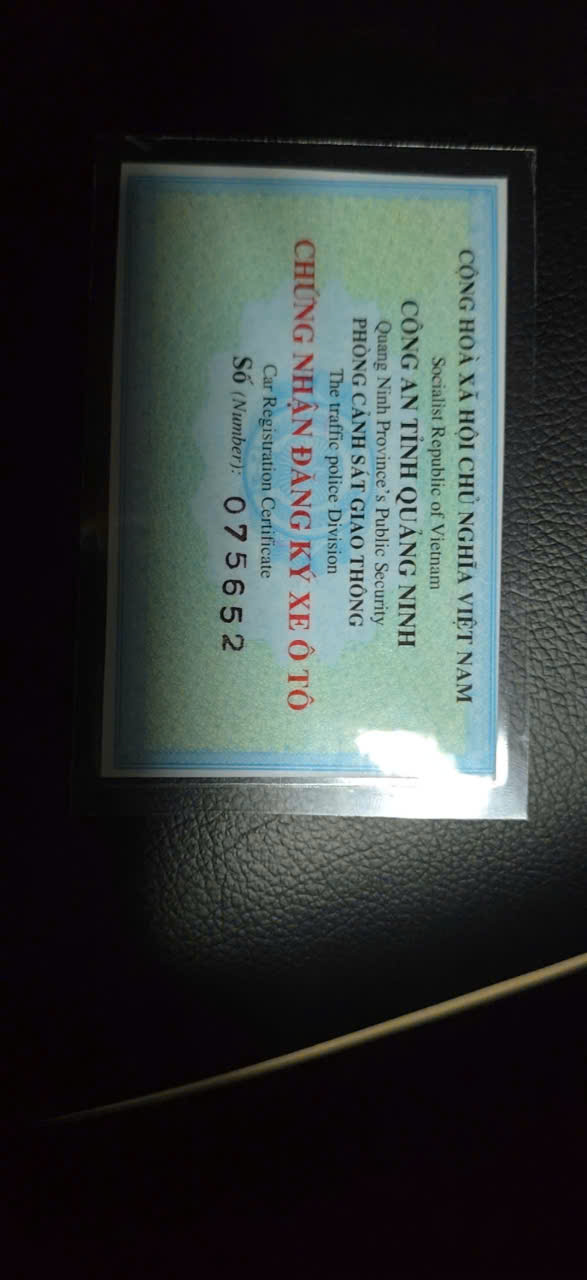 CỘNG HOÀ XÃ HỘI CHỦ NGHĨA VIỆT NAM
Socialist Republic of Vietnam
CÔNG AN TỈNH QUẢNG NINH
Quang Ninh Province's Public Security
PHÒNG CẢNH SÁT GIAO THÔNG
The traffic police Division
CHỨNG NHẬN ĐĂNG KÝ XE Ô TÔ
Car Registration Certificate
Số (Number): 075652